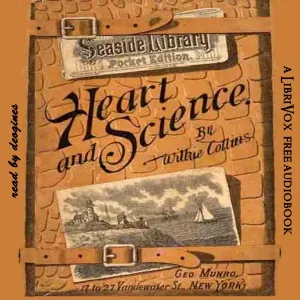 Seaside Library
Pocket Edition.
Heart
and Science.
By
Wilkie Collins.
Geo. Munro,
17 to 27 Vandewater St., New York.
read by deoginee
a LibriVox free audiobook